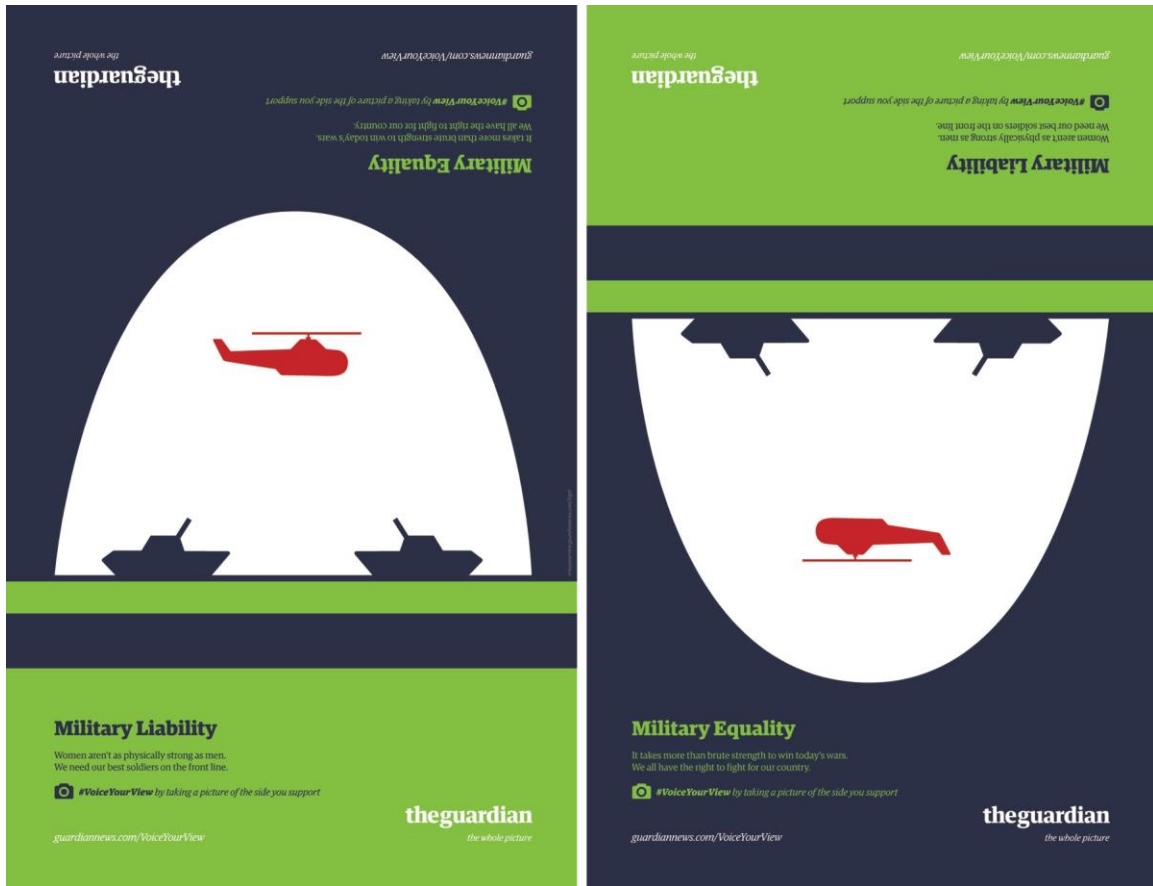 the whole picture
theguardian
guardiannews.com/VoiceYourView
#VoiceYourView by taking a picture of the side you support
We all have the right to fight for our country.
It takes more than brute strength to win today's wars.
Military Equality
Military Liability
Women aren't as physically strong as men.
We need our best soldiers on the front line.
#VoiceYourView by taking a picture of the side you support
guardiannews.com/VoiceYourView
theguardian
the whole picture
the whole picture
theguardian
guardiannews.com/VoiceYourView
#VoiceYourView by taking a picture of the side you support
We need our best soldiers on the front line.
Women aren't as physically strong as men.
Military Liability
Military Equality
It takes more than brute strength to win today's wars.
We all have the right to fight for our country.
#VoiceYourView by taking a picture of the side you support
guardiannews.com/VoiceYourView
theguardian
the whole picture